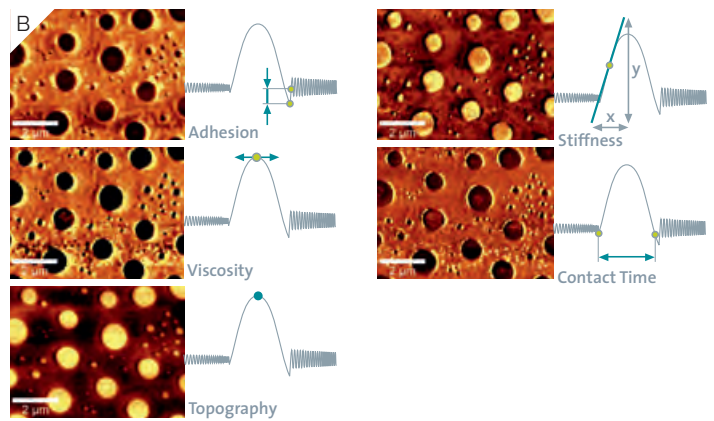 B
2 µm
Adhesion
2 µm
y
x
Stiffness
2 µm
Viscosity
2 µm
Contact Time
2 µm
Topography